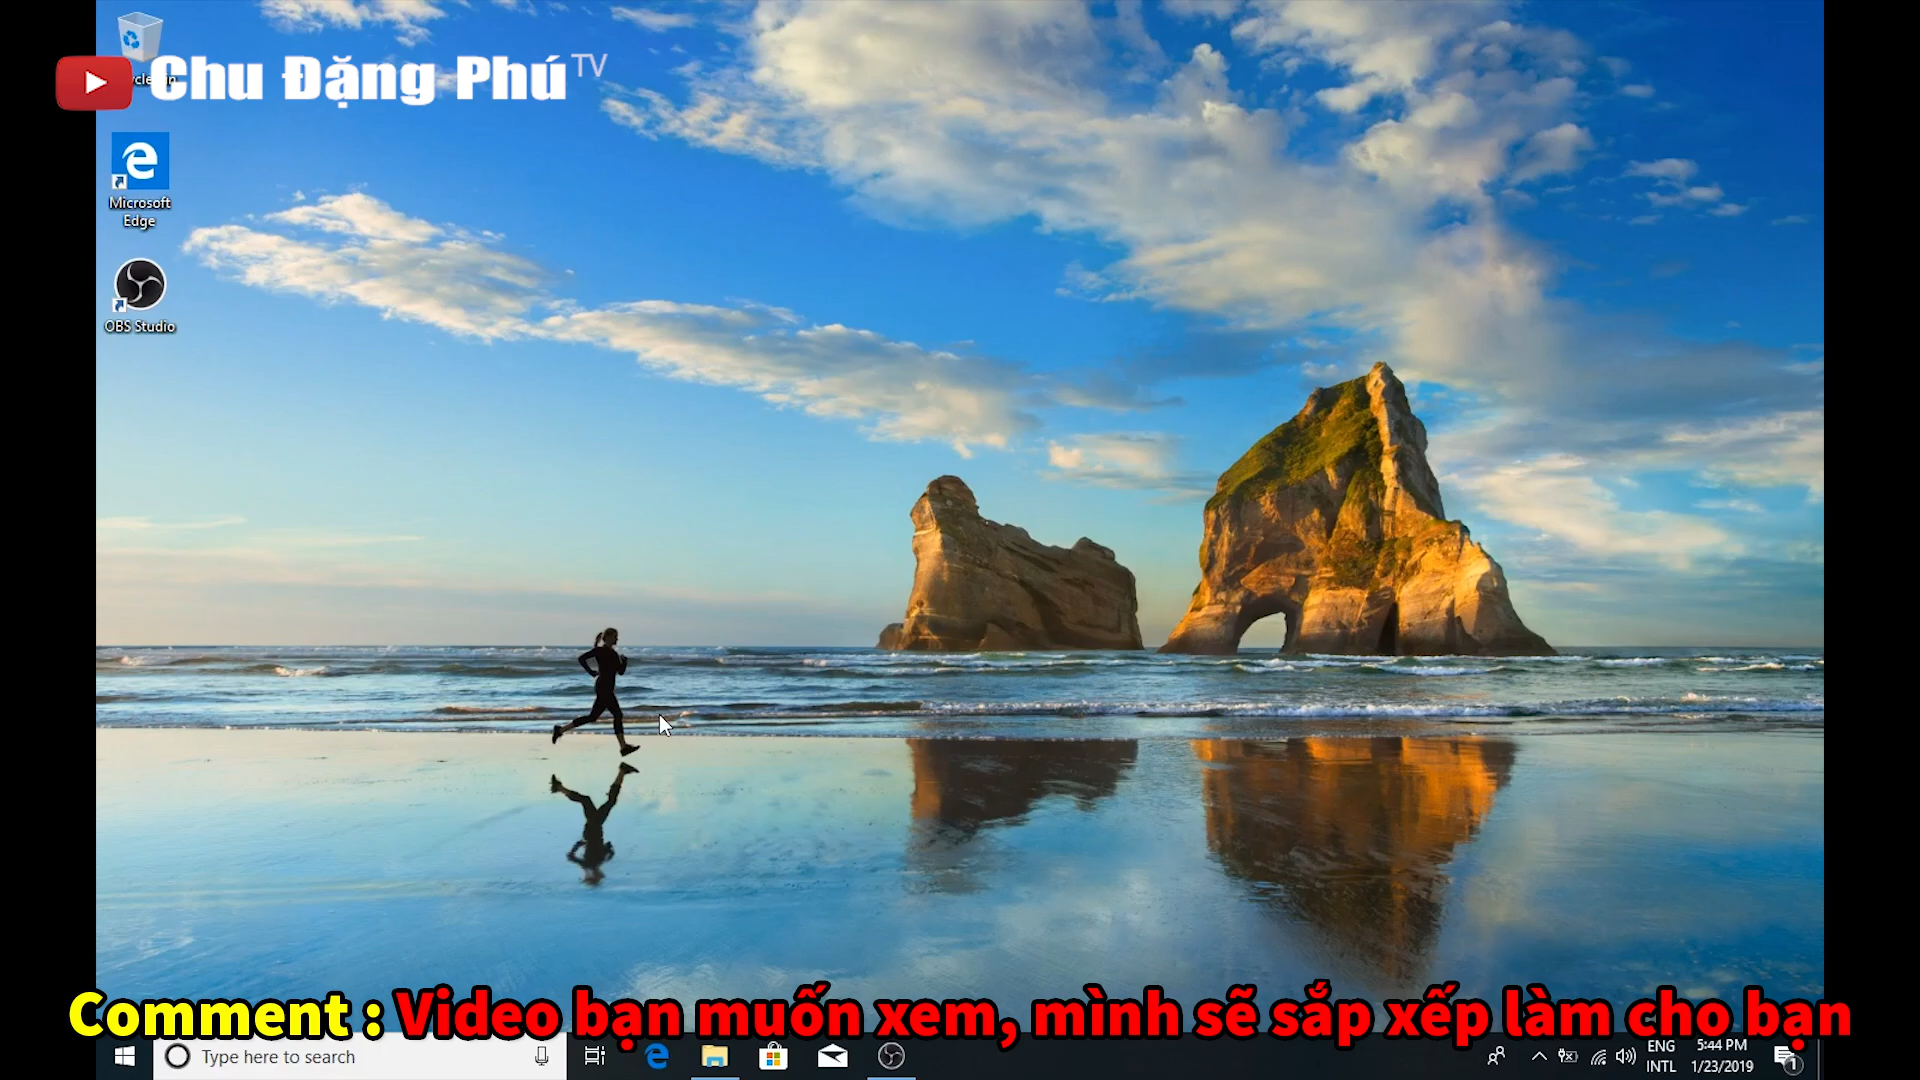 Chu Đặng Phú TV
Microsoft
Edge
OBS Studio
Comment : Video bạn muốn xem, mình sẽ sắp xếp làm cho bạn
Type here to search
ENG
INTL
5:44 PM
1/23/2019
1